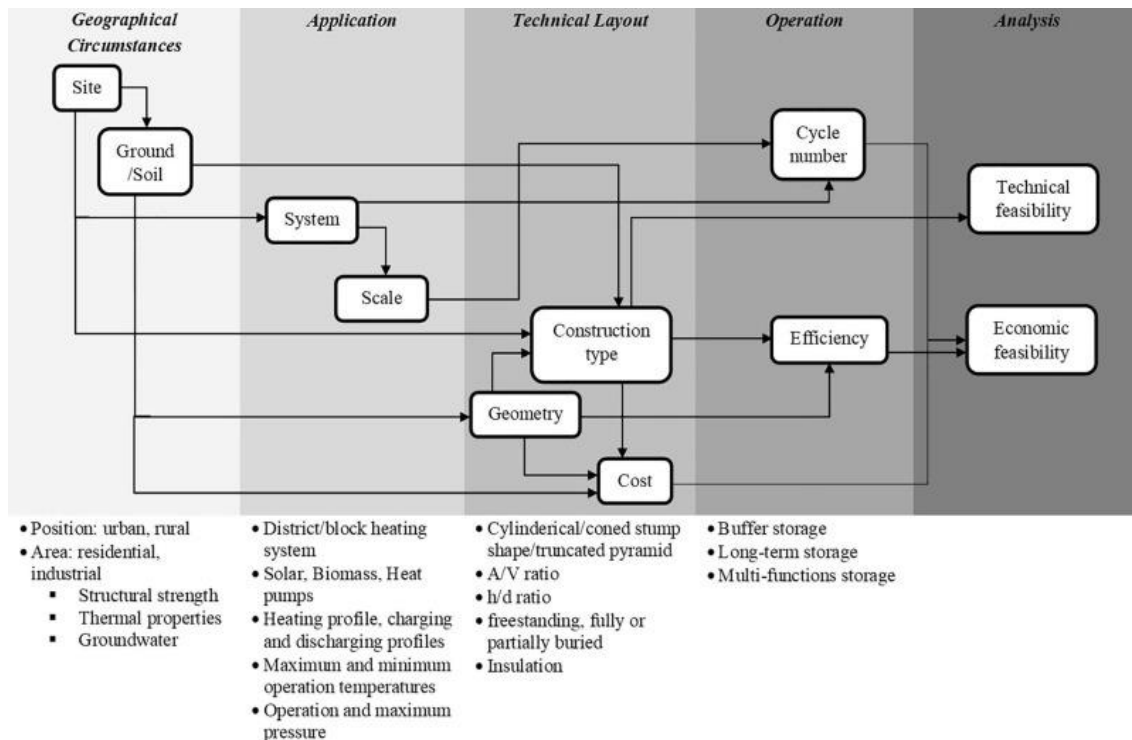 Geographical
Circumstances
Application
Technical Layout
Operation
Analysis
Site
Ground
/Soil
System
Scale
Construction
type
Geometry
Cost
Cycle
number
Efficiency
Technical
feasibility
Economic
feasibility
• Position: urban, rural
• Area: residential,
industrial
▪ Structural strength
▪ Thermal properties
▪ Groundwater
• District/block heating
system
• Solar, Biomass, Heat
pumps
• Heating profile, charging
and discharging profiles
• Maximum and minimum
operation temperatures
• Operation and maximum
pressure
• Cylinderical/coned stump
shape/truncated pyramid
• A/V ratio
• h/d ratio
• freestanding, fully or
partially buried
• Insulation
• Buffer storage
• Long-term storage
• Multi-functions storage